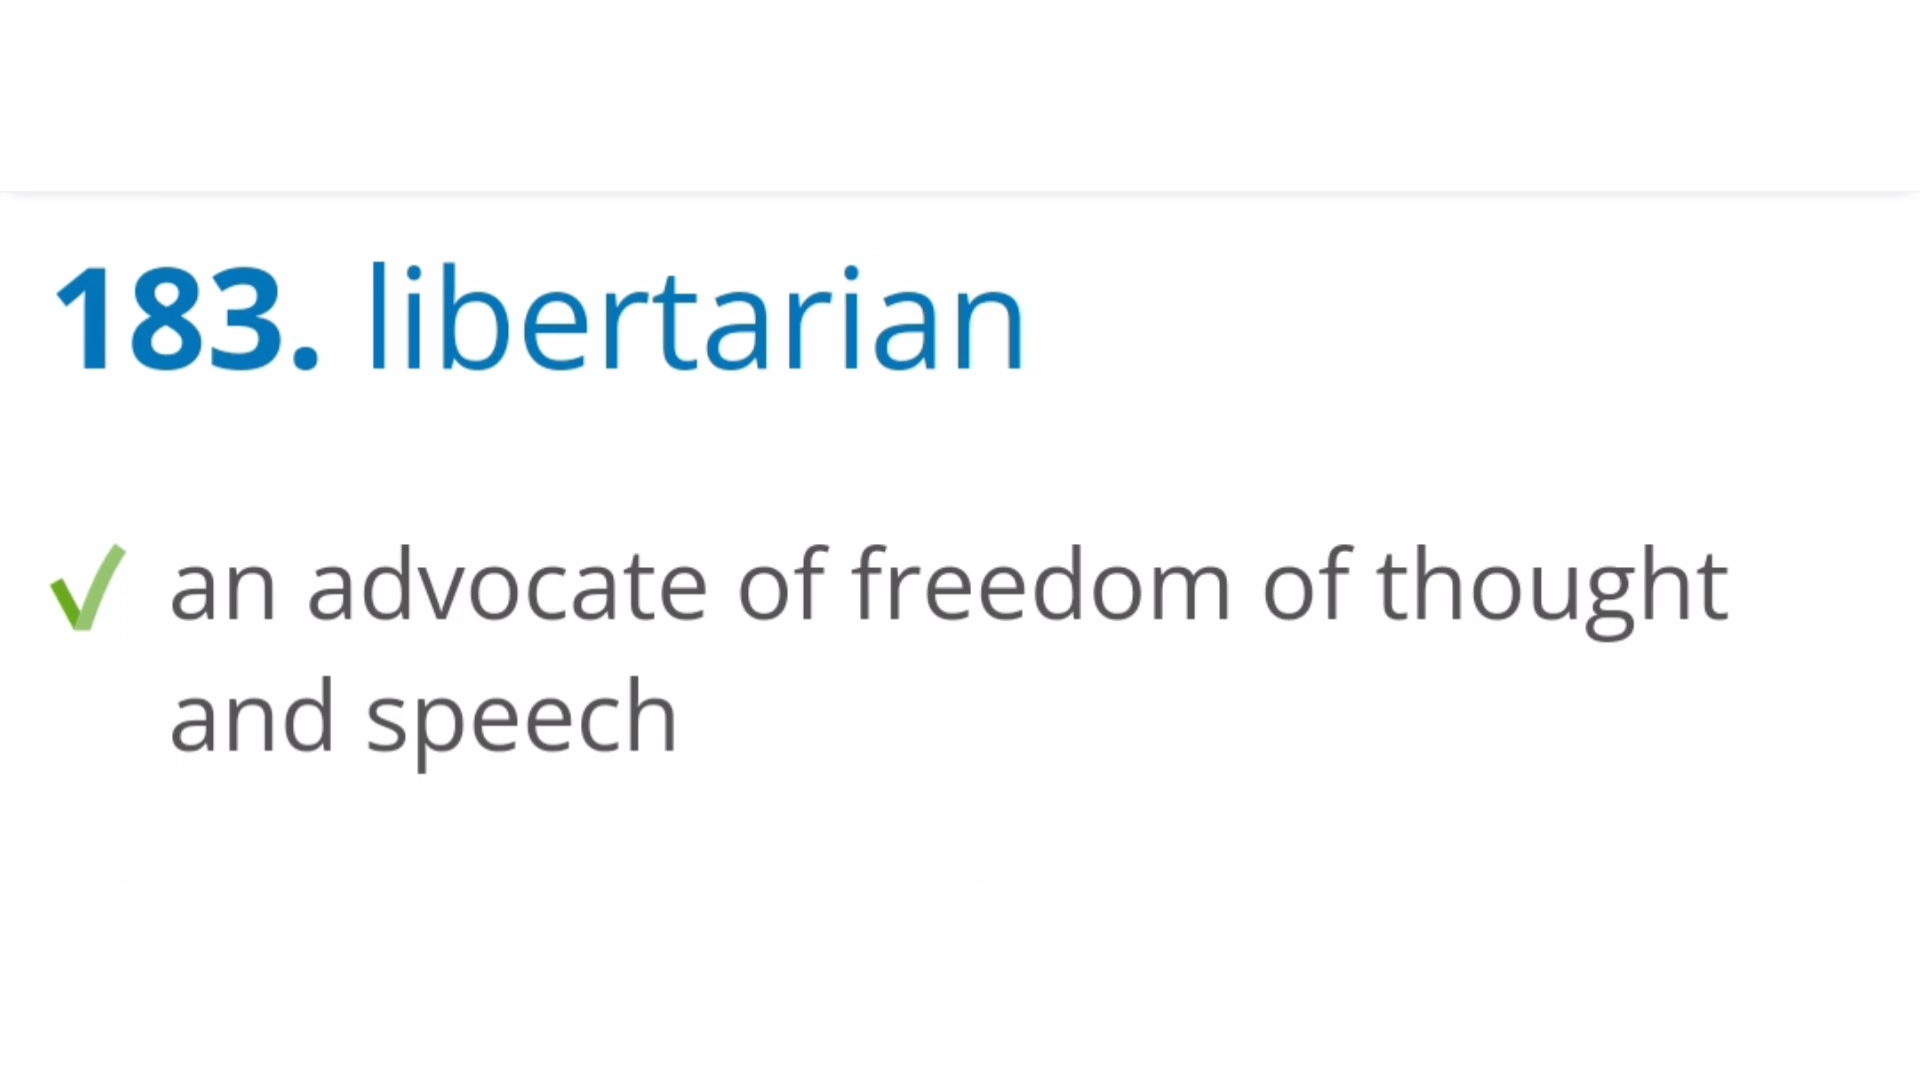 183. libertarian
an advocate of freedom of thought
and speech